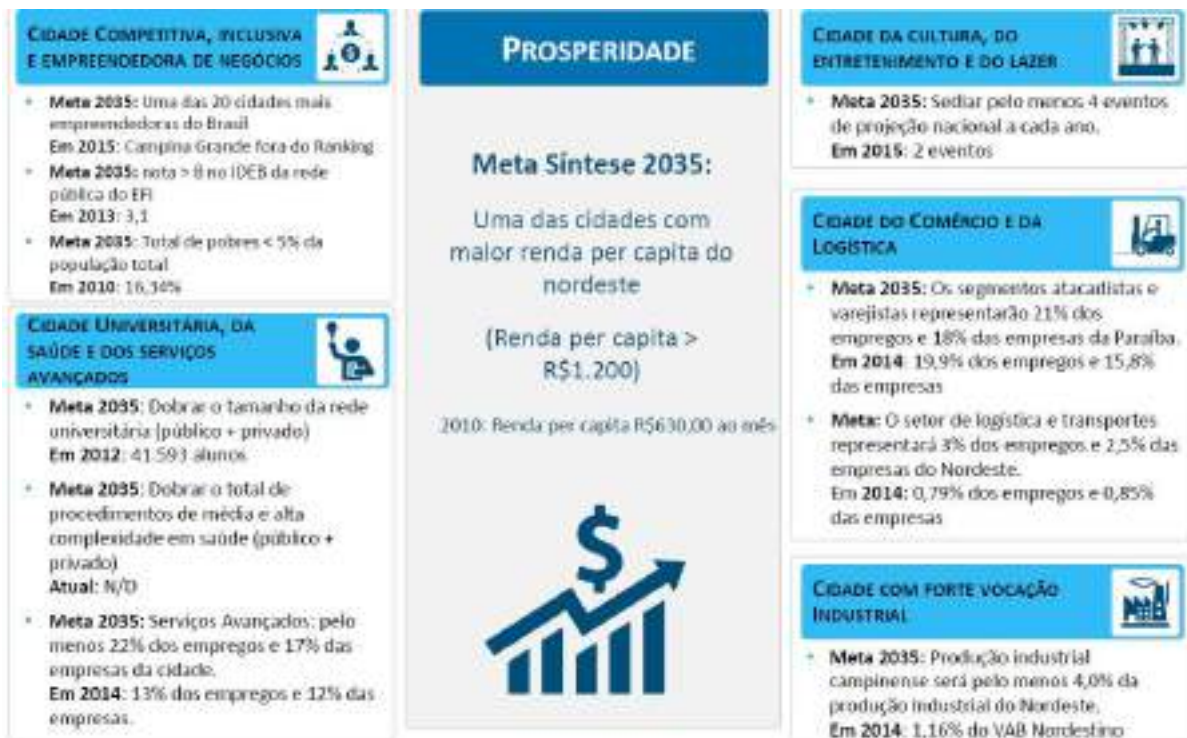 CIDADE COMPETITIVA, INCLUSIVA
E EMPREENDEDORA DE NEGÓCIOS
• Meta 2035: Uma das 20 cidades mais
empreendedoras do Brasil
Em 2015: Campina Grande fora do Ranking
• Meta 2035: nota > 8 no IDEB da rede
pública do EFI
Em 2013: 3,1
• Meta 2035: Total de pobres < 5% da
população total
Em 2010: 16,34%
CIDADE UNIVERSITÁRIA, DA
SAÚDE E DOS SERVIÇOS
AVANÇADOS
• Meta 2035: Dobrar o tamanho da rede
universitária (público + privado)
Em 2012: 41.593 alunos
• Meta 2035: Dobrar o total de
procedimentos de média e alta
complexidade em saúde (público +
privado)
Atual: N/D
• Meta 2035: Serviços Avançados: pelo
menos 22% dos empregos e 17% das
empresas da cidade.
Em 2014: 13% dos empregos e 12% das
empresas.
PROSPERIDADE
Meta Síntese 2035:
Uma das cidades com
maior renda per capita do
nordeste
(Renda per capita >
R$1.200)
2010: Renda per capita R$630,00 ao mês
$
CIDADE DA CULTURA, DO
ENTRETENIMENTO E DO LAZER
• Meta 2035: Sediar pelo menos 4 eventos
de projeção nacional a cada ano.
Em 2015: 2 eventos
CIDADE DO COMÉRCIO E DA
LOGÍSTICA
• Meta 2035: Os segmentos atacadistas e
varejistas representarão 21% dos
empregos e 18% das empresas da Paraíba.
Em 2014: 19,9% dos empregos e 15,8%
das empresas
• Meta: O setor de logística e transportes
representará 3% dos empregos e 2,5% das
empresas do Nordeste.
Em 2014: 0,79% dos empregos e 0,85%
das empresas
CIDADE COM FORTE VOCAÇÃO
INDUSTRIAL
• Meta 2035: Produção industrial
campinense será pelo menos 4,0% da
produção industrial do Nordeste.
Em 2014: 1,16% do VAB Nordestino